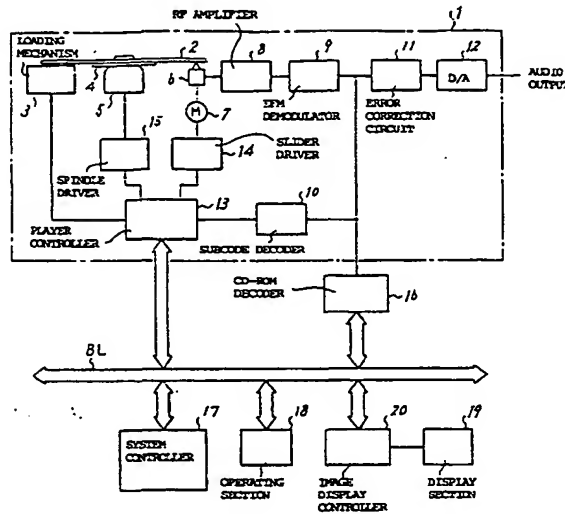 RF AMPLIFIER
1
LOADING
MECHANISM
2
8
9
11
12
6
D/A
AUDIO
OUTPUT
3
4
5
M
7
EFM
DEMODULATOR
ERROR
CORRECTION
CIRCUIT
15
SLIDER
DRIVER
14
SPINDLE
DRIVER
13
10
PLAYER
CONTROLLER
SUBCODE DECODER
CD-ROM
DECODER
16
BL
17
18
20
19
SYSTEM
CONTROLLER
OPERATING
SECTION
IMAGE
DISPLAY
CONTROLLER
DISPLAY
SECTION